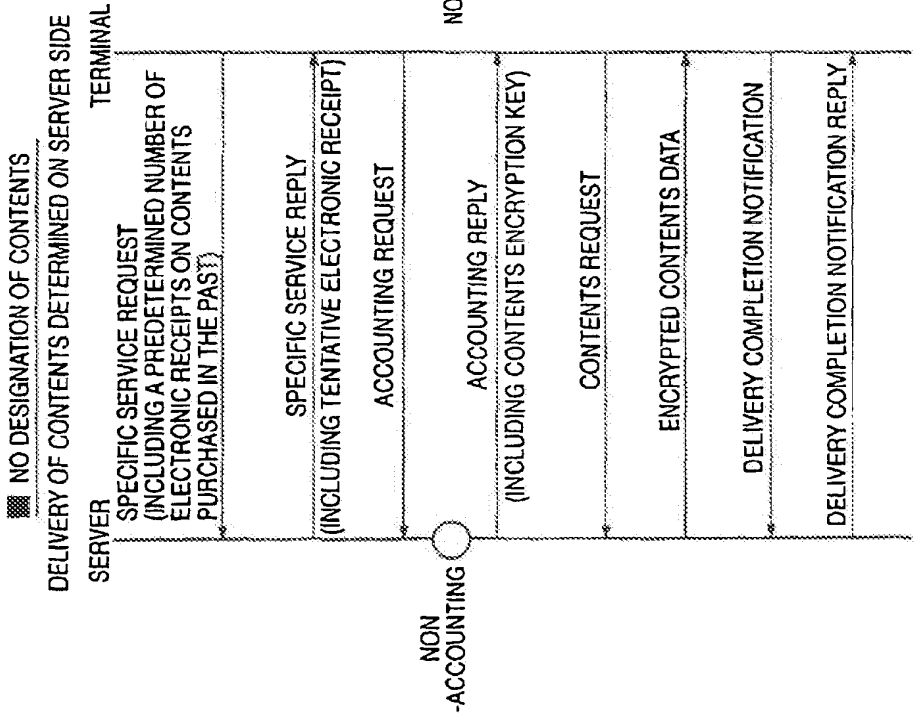 NO DESIGNATION OF CONTENTS
DELIVERY OF CONTENTS DETERMINED ON SERVER SIDE
SERVER
TERMINAL
SPECIFIC SERVICE REQUEST
(INCLUDING A PREDETERMINED NUMBER OF
ELECTRONIC RECEIPTS ON CONTENTS
PURCHASED IN THE PAST)
SPECIFIC SERVICE REPLY
(INCLUDING TENTATIVE ELECTRONIC RECEIPT)
ACCOUNTING REQUEST
NON
-ACCOUNTING
ACCOUNTING REPLY
(INCLUDING CONTENTS ENCRYPTION KEY)
NO
CONTENTS REQUEST
ENCRYPTED CONTENTS DATA
DELIVERY COMPLETION NOTIFICATION
DELIVERY COMPLETION NOTIFICATION REPLY